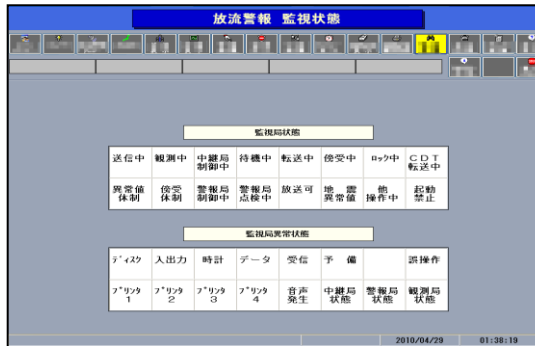 放流警報 監視状態
監視局状態
送信中 観測中 中継局制御中 待機中 転送中 傍受中 ロック中 CDT転送中
異常値体制 傍受体制 警報局制御中 警報局点検中 放送可 地震異常値 他操作中 起動禁止
監視局異常状態
ディスク 入出力 時計 データ 受信 予備 誤操作
プリンタ1 プリンタ2 プリンタ3 プリンタ4 音声発生 中継局状態 警報局状態 観測局状態
2010/04/29 01:38:19